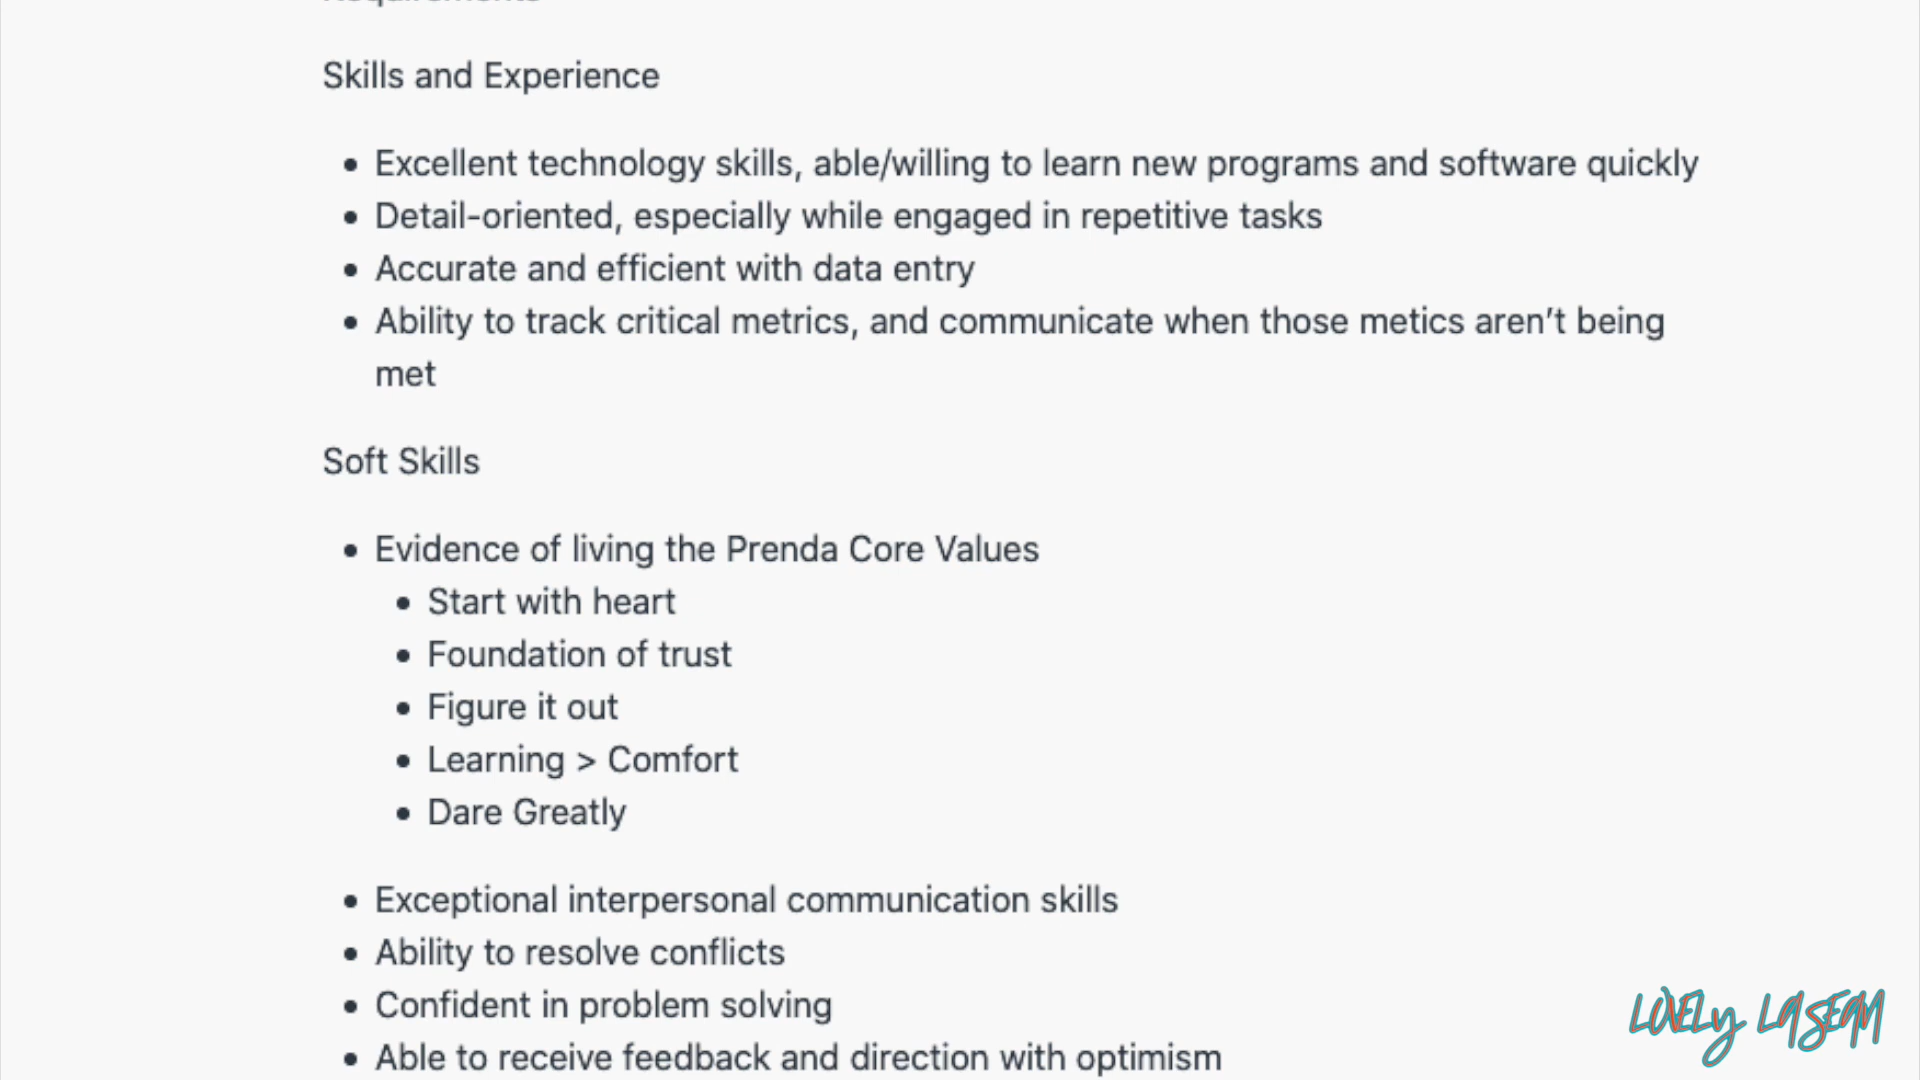 Requirements
Skills and Experience
• Excellent technology skills, able/willing to learn new programs and software quickly
• Detail-oriented, especially while engaged in repetitive tasks
• Accurate and efficient with data entry
• Ability to track critical metrics, and communicate when those metics aren’t being
met
Soft Skills
• Evidence of living the Prenda Core Values
• Start with heart
• Foundation of trust
• Figure it out
• Learning > Comfort
• Dare Greatly
• Exceptional interpersonal communication skills
• Ability to resolve conflicts
• Confident in problem solving
• Able to receive feedback and direction with optimism
LOVELy